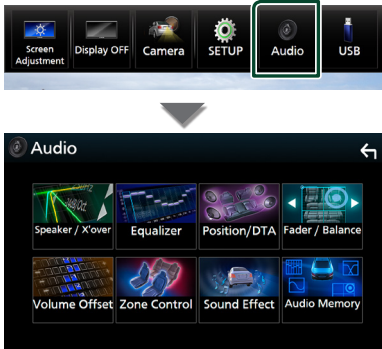 Screen
Adjustment
Display OFF
Camera
SETUP
Audio
USB
Audio
Speaker / X'over
Equalizer
Position/DTA
Fader / Balance
Volume Offset
Zone Control
Sound Effect
Audio Memory